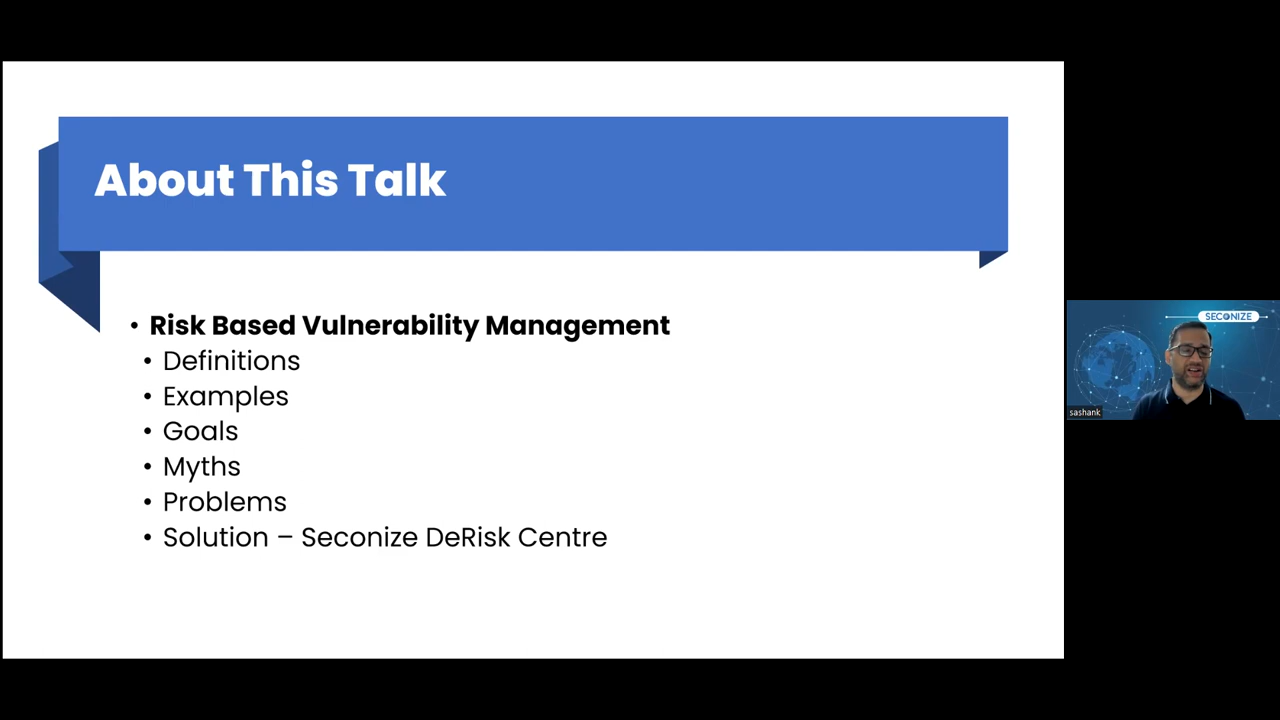 About This Talk
• Risk Based Vulnerability Management
• Definitions
• Examples
• Goals
• Myths
• Problems
• Solution – Seconize DeRisk Centre
SECONIZE
sashank